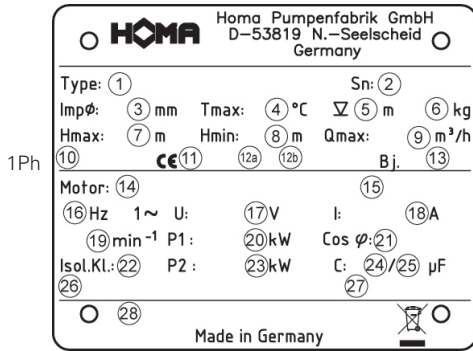 HOMA
Homa Pumpenfabrik GmbH
D-53819 N.-Seelscheid
Germany
Type: 1 Sn: 2
Impø: 3 mm Tmax: 4 °C 5 m 6 kg
Hmax: 7 m Hmin: 8 m Qmax: 9 m³/h
1Ph
10 CE 11 12a 12b Bj. 13
Motor: 14 15
16 Hz 1~ U: 17 V I: 18 A
19 min⁻¹ P1: 20 kW Cos φ: 21
Isol.Kl.: 22 P2: 23 kW C: 24/25 µF
26 27
28
Made in Germany